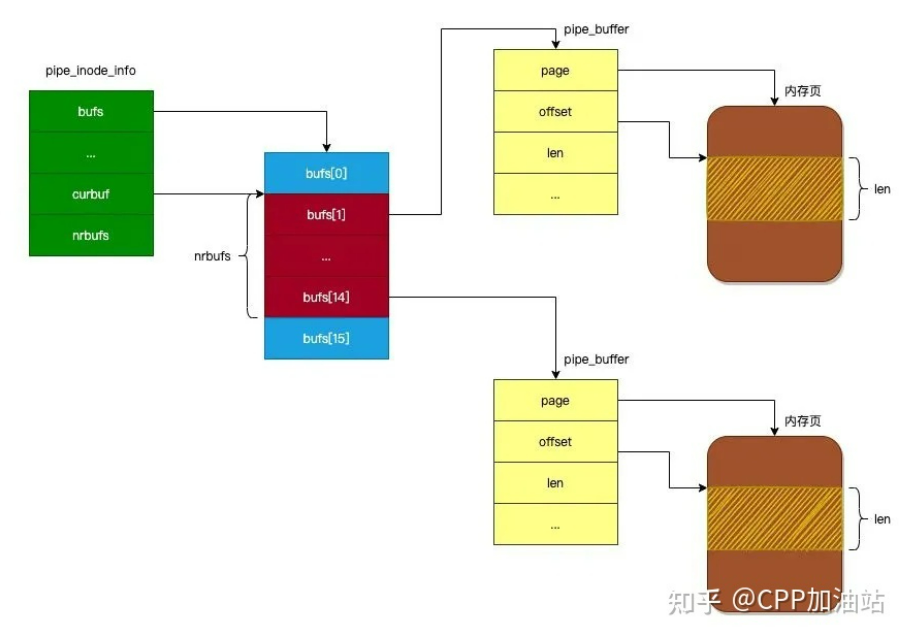 pipe_inode_info
bufs
...
curbuf
nrbufs
nrbufs
bufs[0]
bufs[1]
...
bufs[14]
bufs[15]
pipe_buffer
page
offset
len
...
内存页
len
pipe_buffer
page
offset
len
...
内存页
len
知乎 @CPP加油站